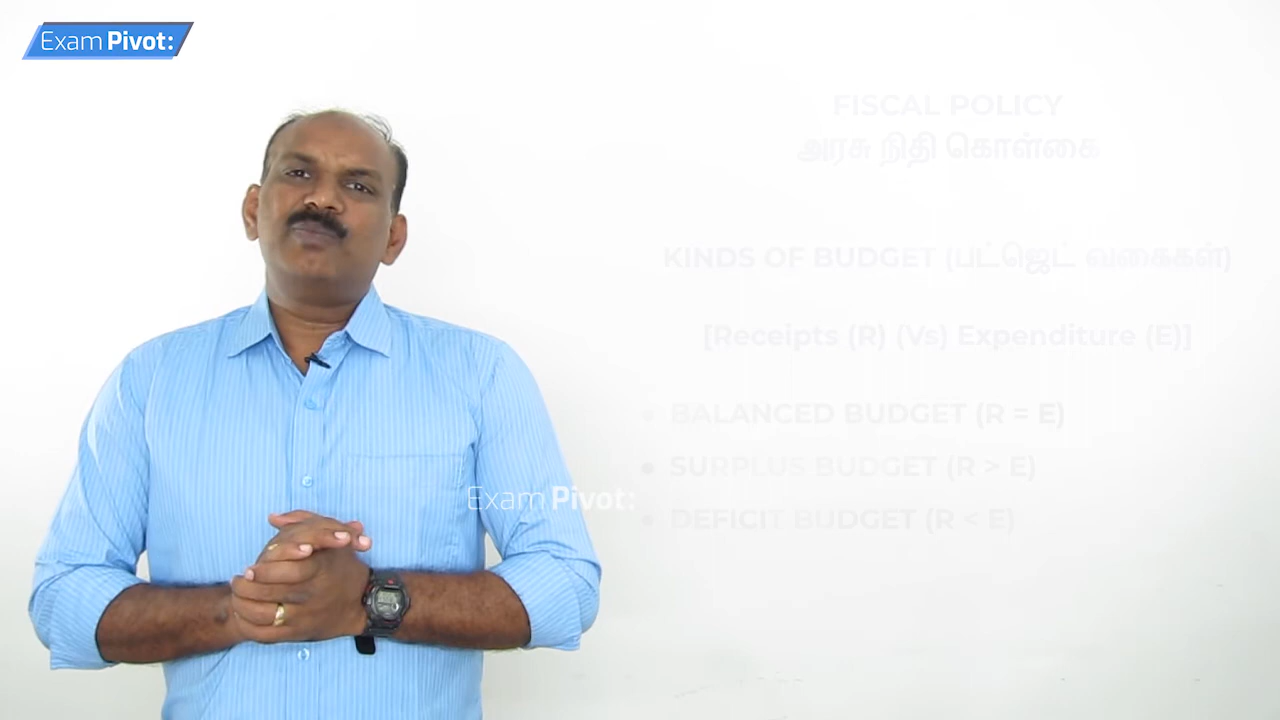 Exam Pivot:
FISCAL POLICY
அரசு நிதி கொள்கை
KINDS OF BUDGET (பட்ஜெட் வகைகள்)
[Receipts (R) (Vs) Expenditure (E)]
• BALANCED BUDGET (R = E)
• SURPLUS BUDGET (R > E)
Exam Pivot:
• DEFICIT BUDGET (R < E)